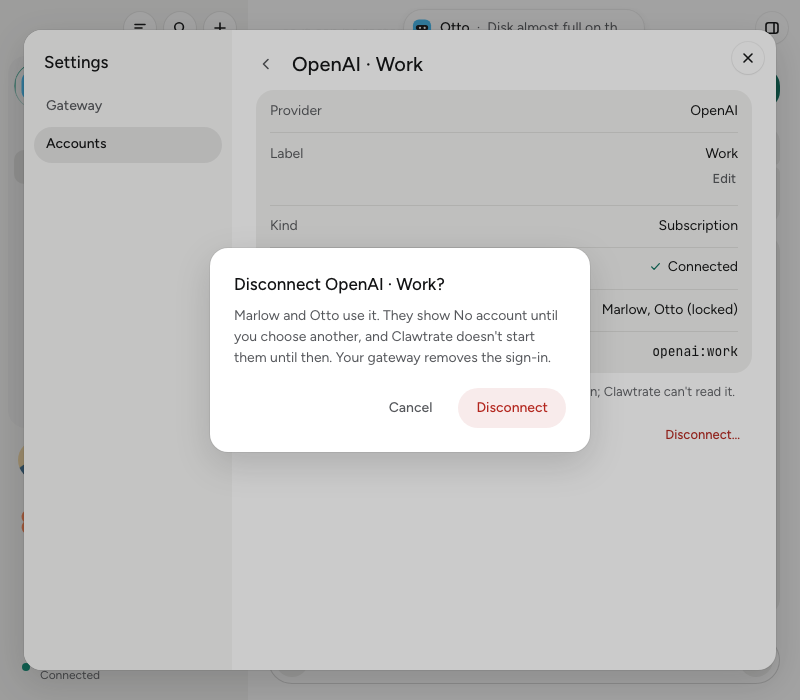 Otto · Disk almost full on th
Settings
Gateway
Accounts
OpenAI · Work
Provider
OpenAI
Label
Work
Edit
Kind
Subscription
Connected
Marlow, Otto (locked)
openai:work
n; Clawtrate can't read it.
Disconnect...
Disconnect OpenAI · Work?
Marlow and Otto use it. They show No account until
you choose another, and Clawtrate doesn't start
them until then. Your gateway removes the sign-in.
Cancel
Disconnect
Connected